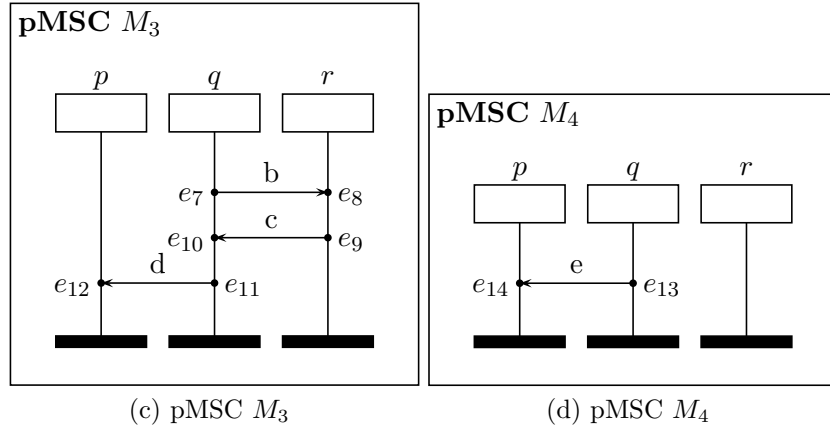 pMSC M₃
p q r
e₇ b e₈
e₁₀ c e₉
e₁₂ d e₁₁
(c) pMSC M₃
pMSC M₄
p q r
e₁₄ e e₁₃
(d) pMSC M₄